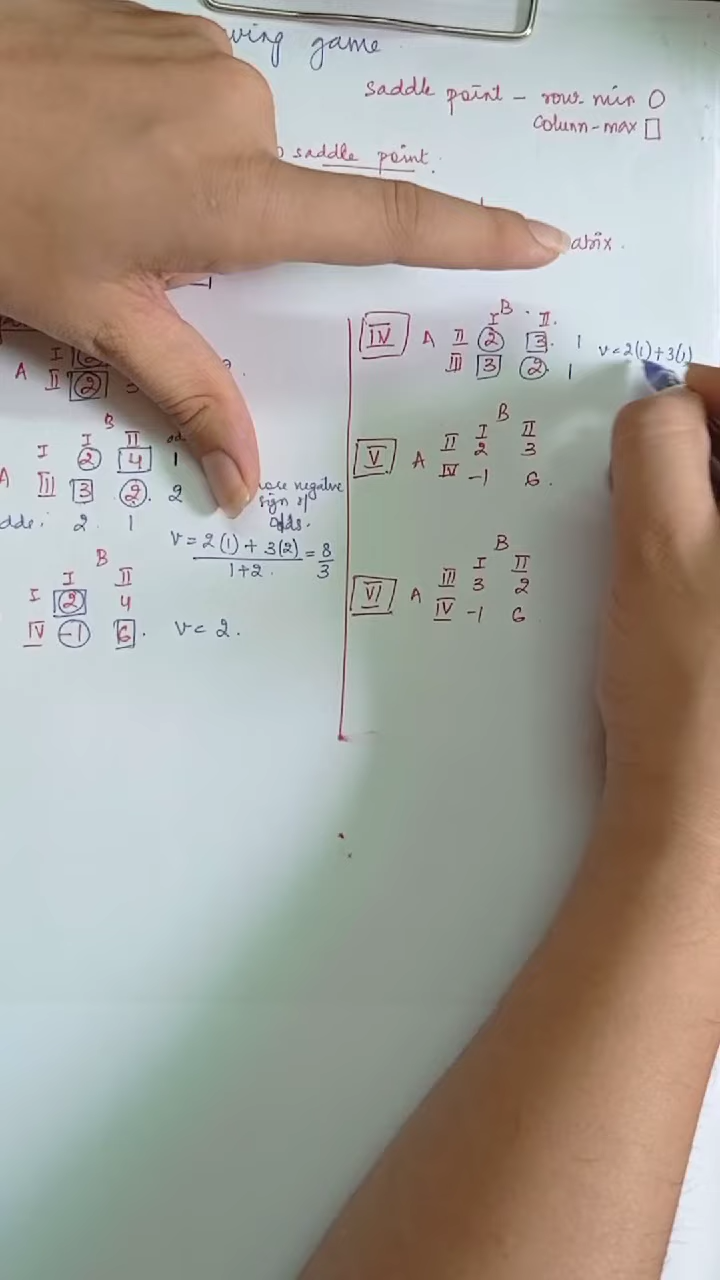 game
saddle point - row min ○
column-max □
saddle point.
atrix.
A II 2
I II
I 2 4 1
A III 3 2. 2
2. 1
nose negative
sign of
odds.
V = 2(1) + 3(2) = 8
1+2 3
B
I II
I 2 4
IV -1 6. V = 2.
B
I II.
IV A II 2 3. 1 V = 2(1)+3(1)
III 3 2. 1
B
I II
V A II 2 3
IV -1 6.
B
I II
VI A III 3 2
IV -1 6.